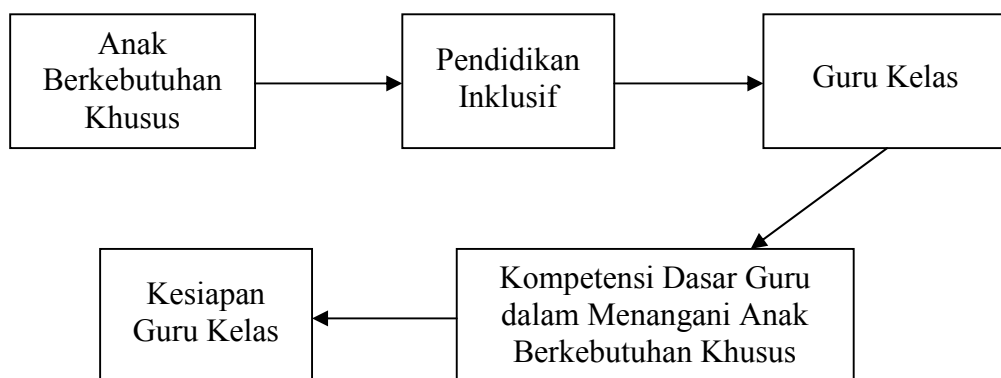 Anak
Berkebutuhan
Khusus
Pendidikan
Inklusif
Guru Kelas
Kesiapan
Guru Kelas
Kompetensi Dasar Guru
dalam Menangani Anak
Berkebutuhan Khusus